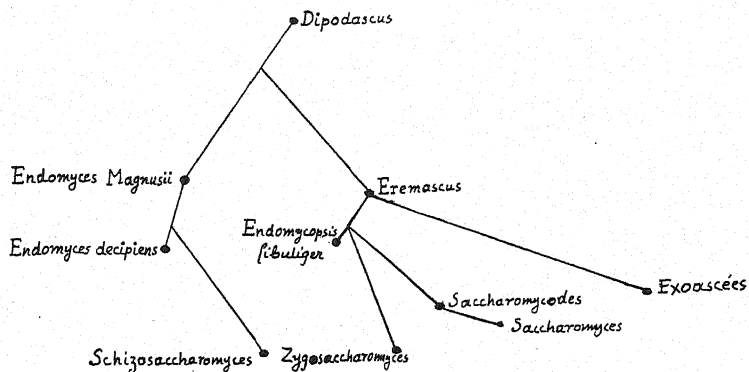 Dipodascus
Endomyces Magnusii
Eremascus
Endomycopsis
fibuliger
Endomyces decipiens
Exoascées
Saccharomycodes
Saccharomyces
Schizosaccharomyces
Zygosaccharomyces